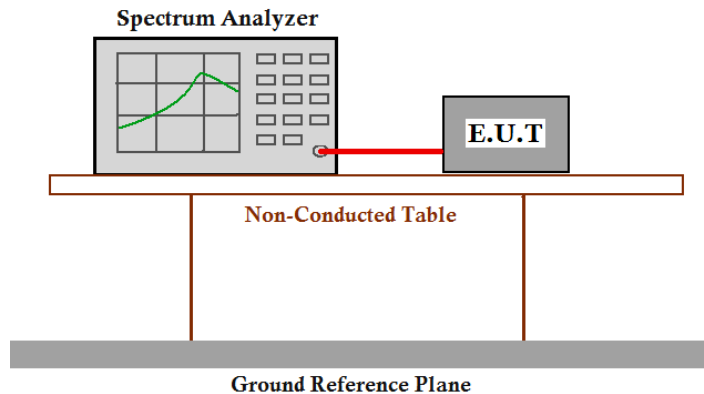 Spectrum Analyzer
E.U.T
Non-Conducted Table
Ground Reference Plane